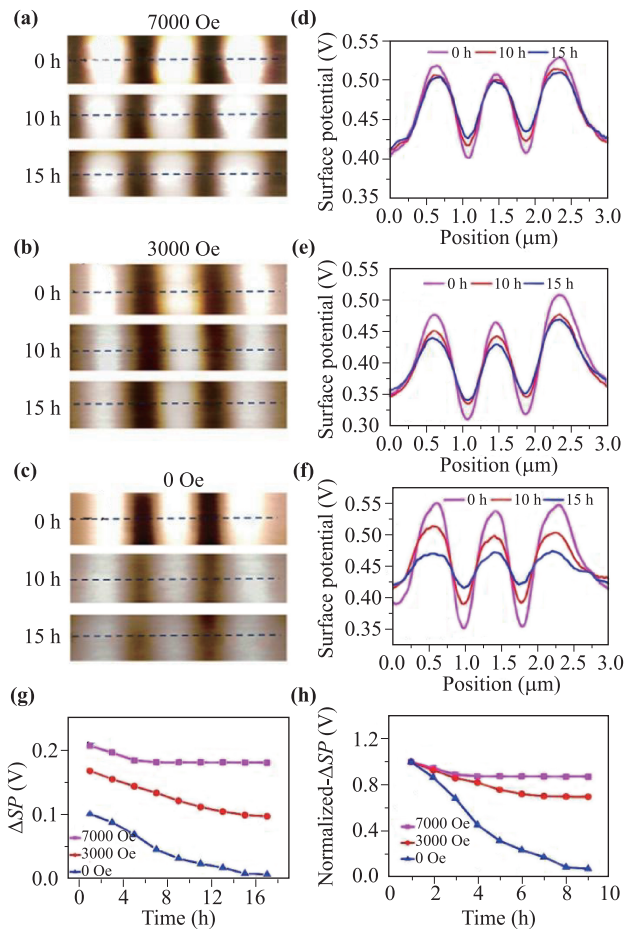 (a)
7000 Oe
0 h
10 h
15 h
(b)
3000 Oe
0 h
10 h
15 h
(c)
0 Oe
0 h
10 h
15 h
(d)
0.55
0.50
0.45
0.40
0.35
Surface potential (V)
0 h 10 h 15 h
0.0 0.5 1.0 1.5 2.0 2.5 3.0
Position (μm)
(e)
0.55
0.50
0.45
0.40
0.35
0.30
Surface potential (V)
0 h 10 h 15 h
0.0 0.5 1.0 1.5 2.0 2.5 3.0
Position (μm)
(f)
0.55
0.50
0.45
0.40
0.35
Surface potential (V)
0 h 10 h 15 h
0.0 0.5 1.0 1.5 2.0 2.5 3.0
Position (μm)
(g)
0.2
0.1
0.0
ΔSP (V)
7000 Oe
3000 Oe
0 Oe
0 4 8 12 16
Time (h)
(h)
1.2
0.8
0.4
0.0
Normalized-ΔSP (V)
7000 Oe
3000 Oe
0 Oe
0 2 4 6 8 10
Time (h)